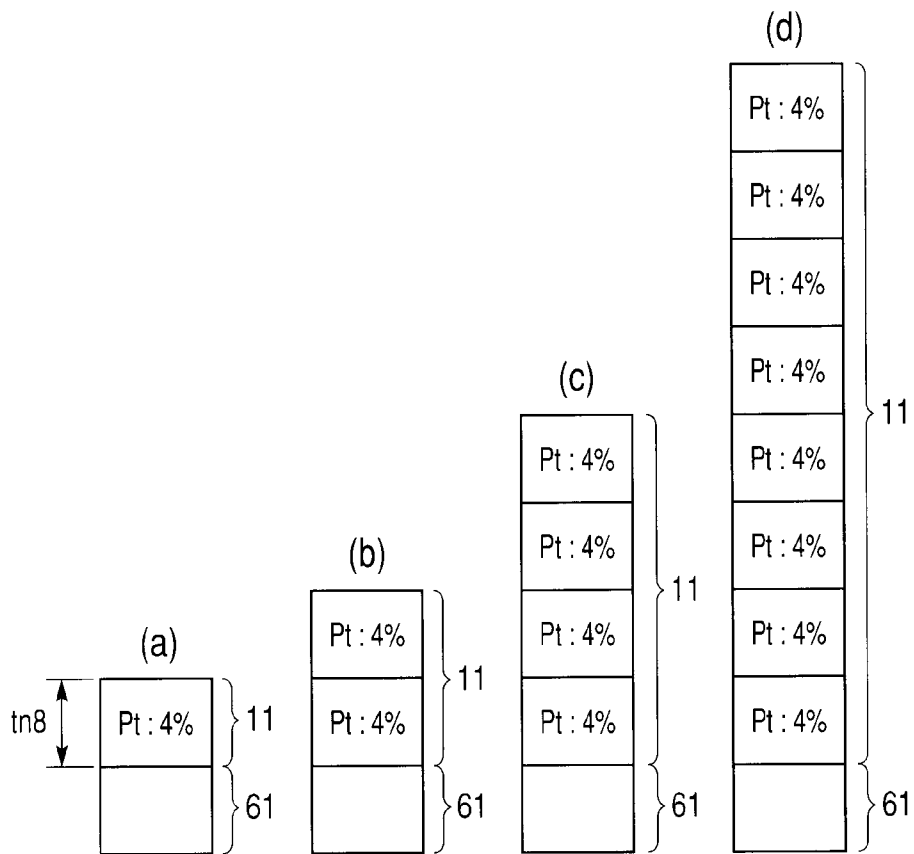 (d)
Pt : 4%
Pt : 4%
Pt : 4%
Pt : 4%
Pt : 4%
Pt : 4%
Pt : 4%
Pt : 4%
11
61
(c)
Pt : 4%
Pt : 4%
Pt : 4%
Pt : 4%
11
61
(b)
Pt : 4%
Pt : 4%
11
61
(a)
tn8
Pt : 4%
11
61